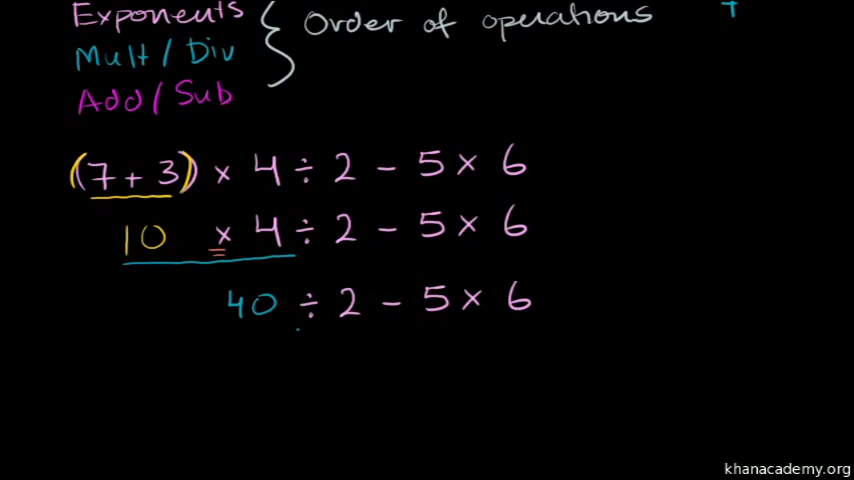 Exponents
Mult / Div
Add / Sub
Order of operations
(7 + 3) × 4 ÷ 2 − 5 × 6
10 × 4 ÷ 2 − 5 × 6
40 ÷ 2 − 5 × 6
khanacademy.org